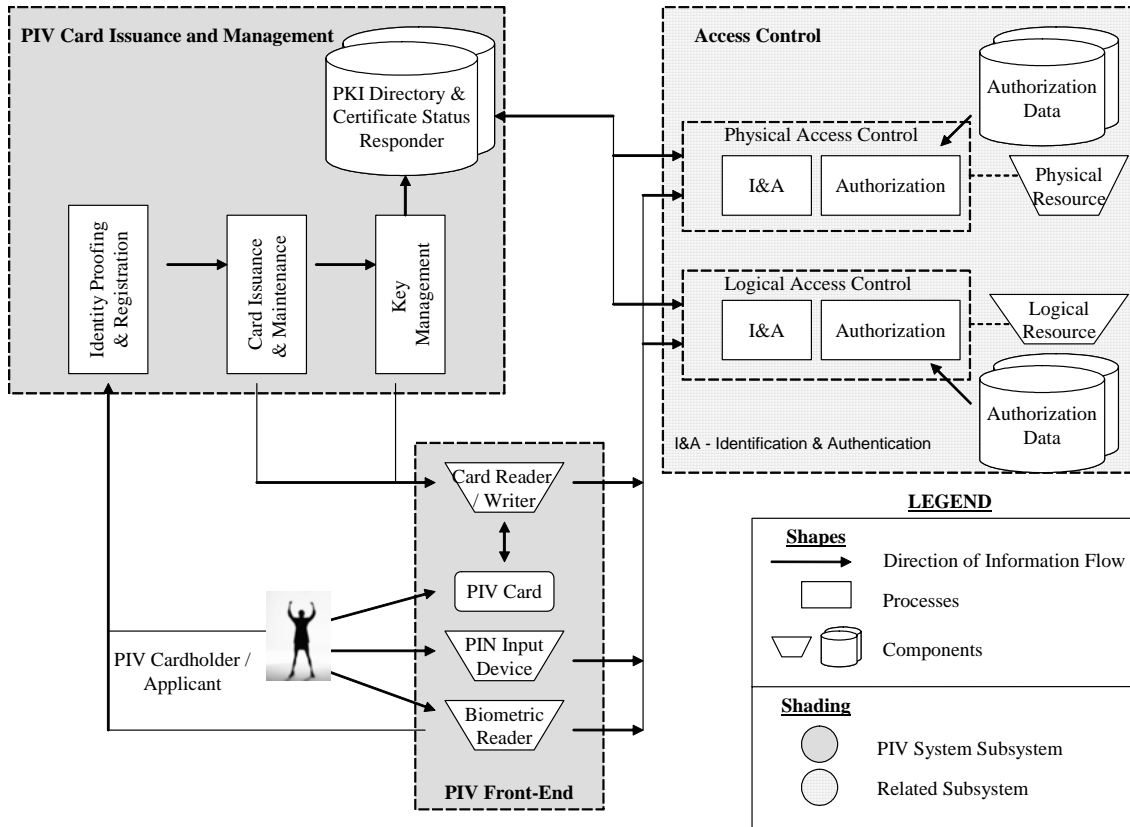 PIV Card Issuance and Management
PKI Directory &
Certificate Status
Responder
Identity Proofing
& Registration
Card Issuance
& Maintenance
Key
Management
Access Control
Authorization
Data
Physical Access Control
I&A
Authorization
Physical
Resource
Logical Access Control
I&A
Authorization
Logical
Resource
Authorization
Data
I&A - Identification & Authentication
Card Reader
/ Writer
PIV Card
PIN Input
Device
Biometric
Reader
PIV Front-End
PIV Cardholder /
Applicant
LEGEND
Shapes
Direction of Information Flow
Processes
Components
Shading
PIV System Subsystem
Related Subsystem